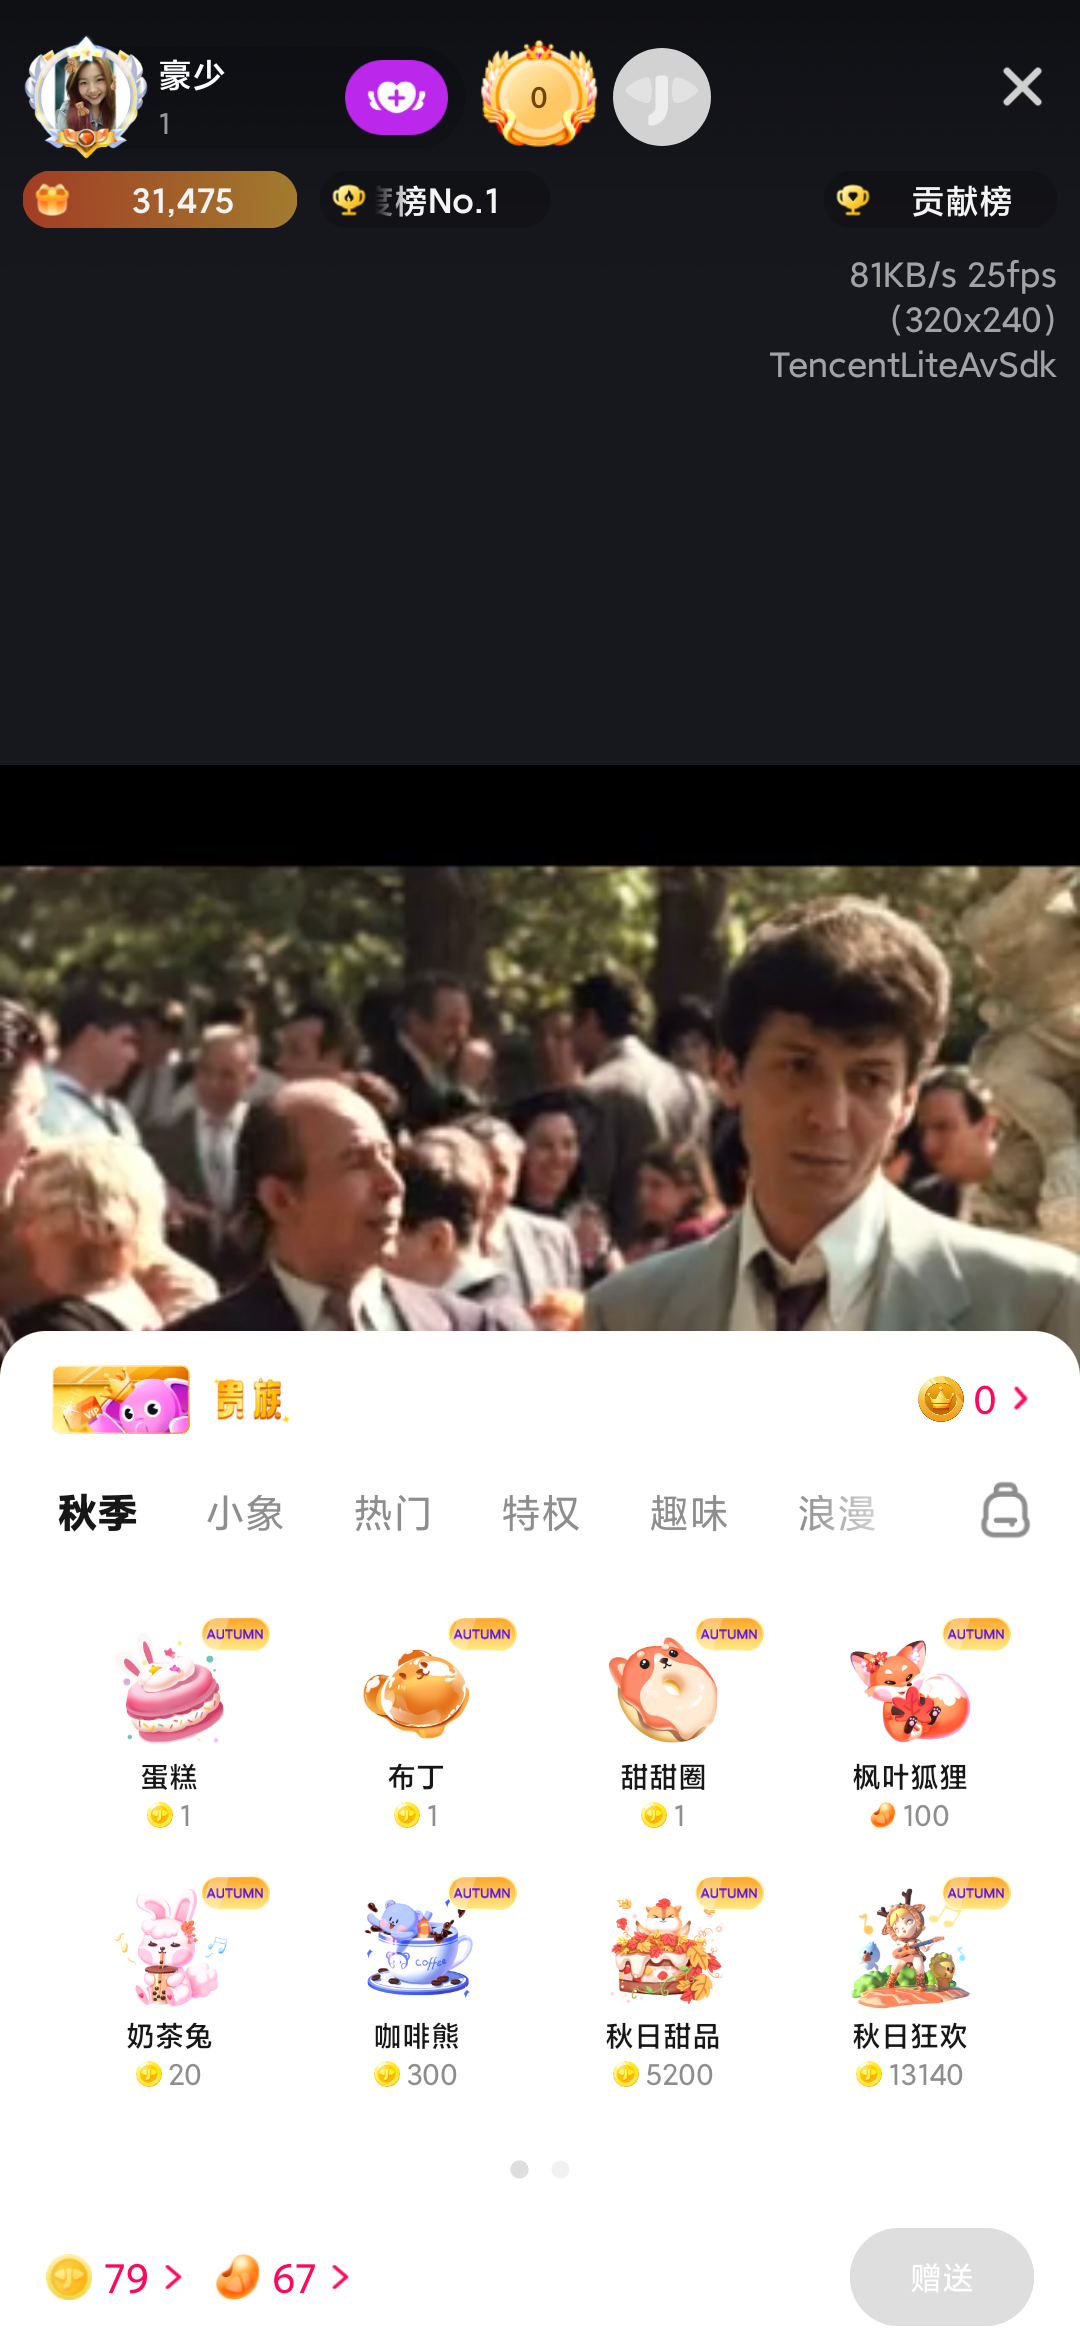 豪少
1
0
31,475
榜No.1
贡献榜
81KB/s 25fps
(320x240)
TencentLiteAvSdk
VIP
贵族
0
秋季
小象
热门
特权
趣味
浪漫
AUTUMN
AUTUMN
AUTUMN
AUTUMN
蛋糕
布丁
甜甜圈
枫叶狐狸
1
1
1
100
AUTUMN
AUTUMN
AUTUMN
AUTUMN
coffee
奶茶兔
咖啡熊
秋日甜品
秋日狂欢
20
300
5200
13140
79
67
赠送